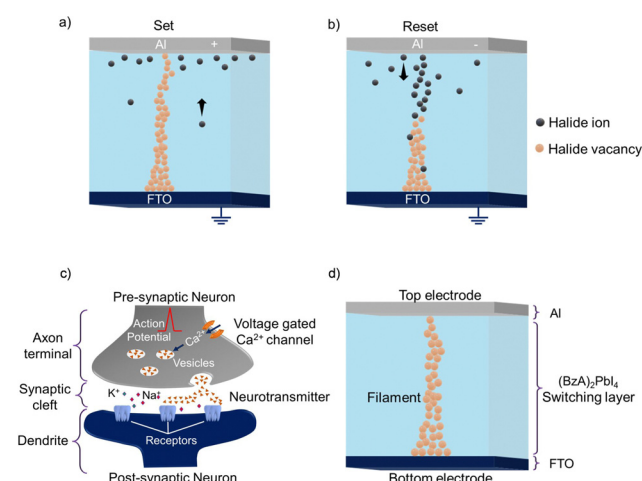 a)
Set
Al
+
FTO
b)
Reset
Al
-
FTO
Halide ion
Halide vacancy
c)
Pre-synaptic Neuron
Action
Potential
Ca²⁺
Voltage gated
Ca²⁺ channel
Vesicles
Axon
terminal
Synaptic
cleft
K⁺
Na⁺
Neurotransmitter
Dendrite
Receptors
Post-synaptic Neuron
d)
Top electrode
Al
Filament
(BzA)₂PbI₄
Switching layer
FTO
Bottom electrode